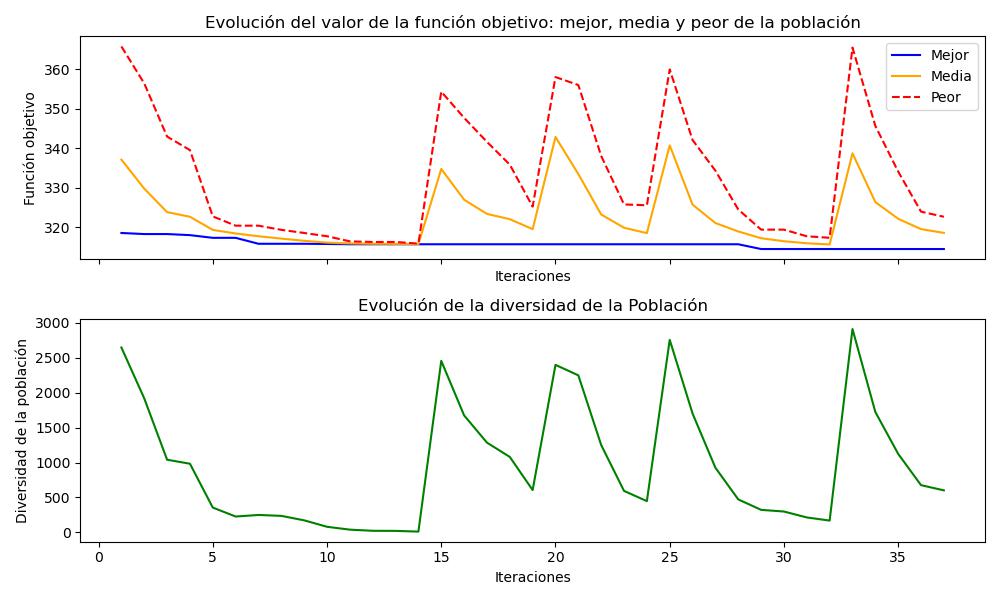 Evolución del valor de la función objetivo: mejor, media y peor de la población
Mejor
Media
Peor
Función objetivo
360
350
340
330
320
Iteraciones
Evolución de la diversidad de la Población
Diversidad de la población
3000
2500
2000
1500
1000
500
0
0 5 10 15 20 25 30 35
Iteraciones